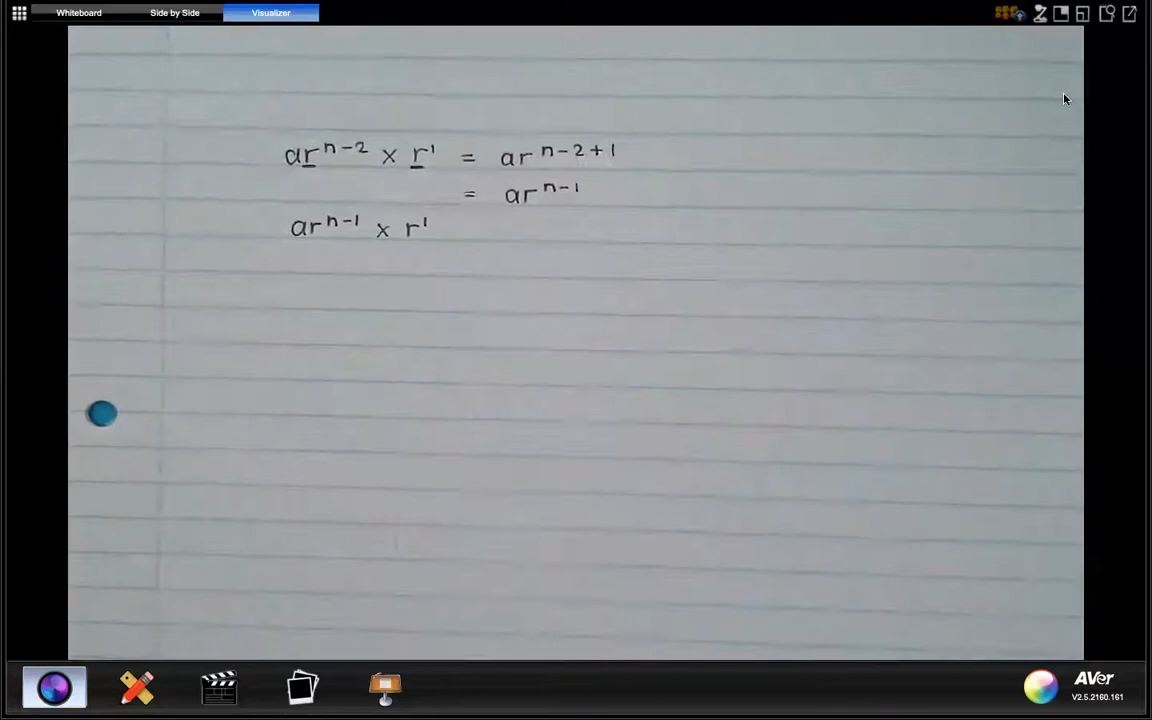 Whiteboard Side by Side Visualizer
ar^{n-2} × r^1 = ar^{n-2+1}
= ar^{n-1}
ar^{n-1} × r^1
AVer
V2.5.2160.161